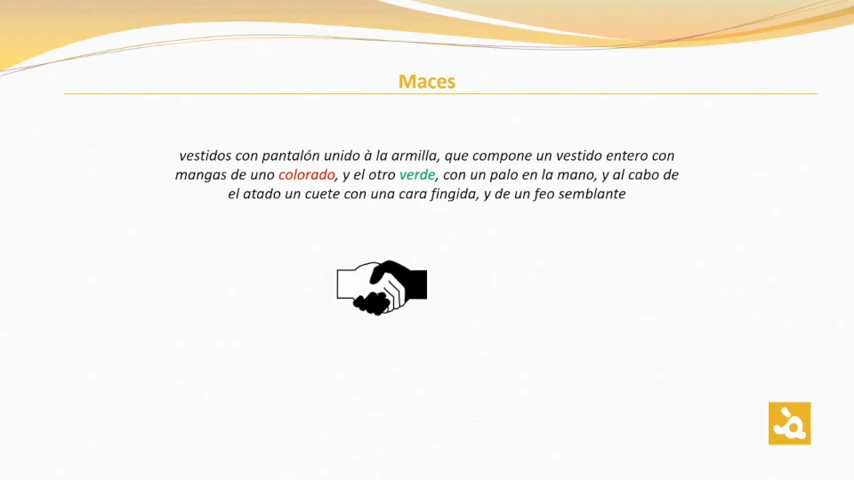 Maces
vestidos con pantalón unido à la armilla, que compone un vestido entero con
mangas de uno colorado, y el otro verde, con un palo en la mano, y al cabo de
el atado un cuete con una cara fingida, y de un feo semblante